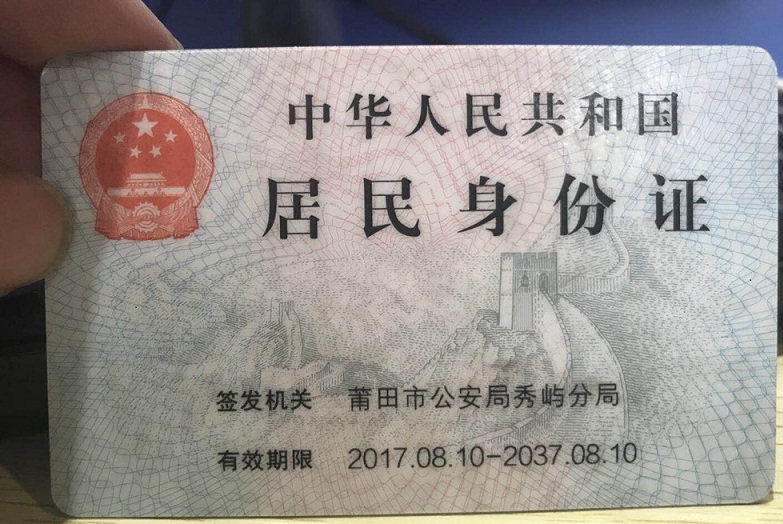 中华人民共和国
居民身份证
签发机关 莆田市公安局秀屿分局
有效期限 2017.08.10-2037.08.10